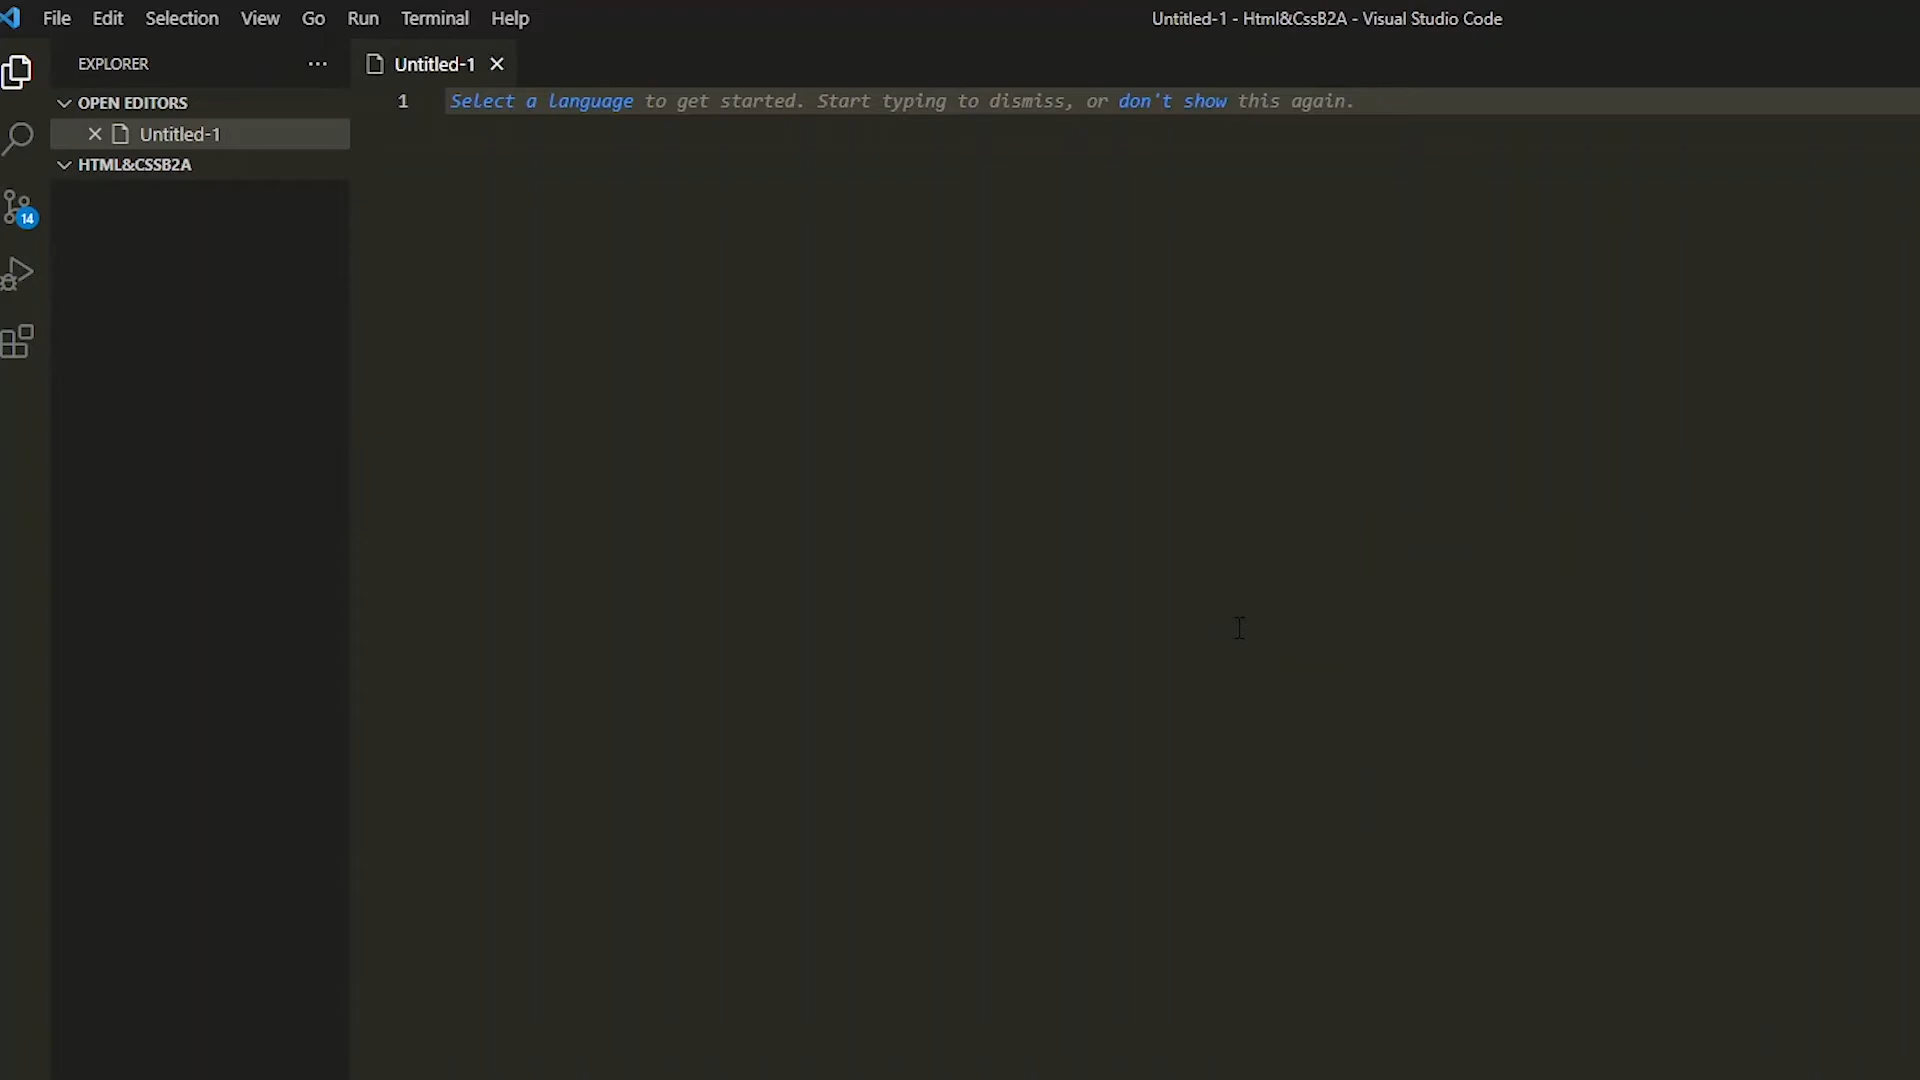 File Edit Selection View Go Run Terminal Help
Untitled-1 - Html&CssB2A - Visual Studio Code
EXPLORER
Untitled-1
OPEN EDITORS
Untitled-1
HTML&CSSB2A
14
1
Select a language to get started. Start typing to dismiss, or don't show this again.